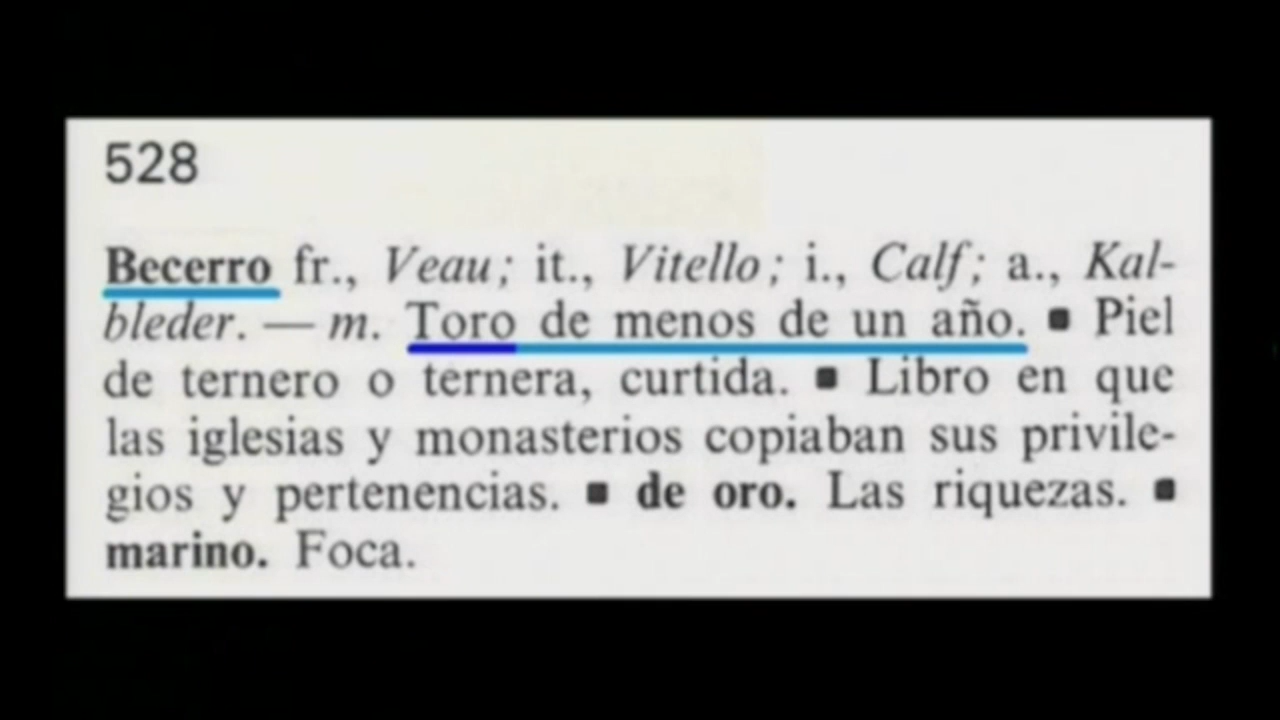 528
Becerro fr., Veau; it., Vitello; i., Calf; a., Kal-
bleder. — m. Toro de menos de un año. ■ Piel
de ternero o ternera, curtida. ■ Libro en que
las iglesias y monasterios copiaban sus privile-
gios y pertenencias. ■ de oro. Las riquezas. ■
marino. Foca.